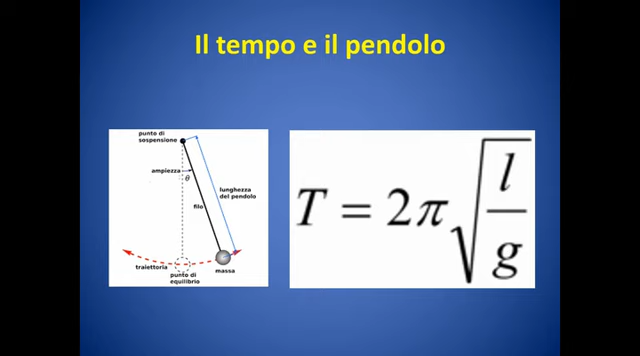 Il tempo e il pendolo
punto di
sospensione
ampiezza
θ
lunghezza
del pendolo
filo
traiettoria
massa
punto di
equilibrio
T = 2π√(l/g)